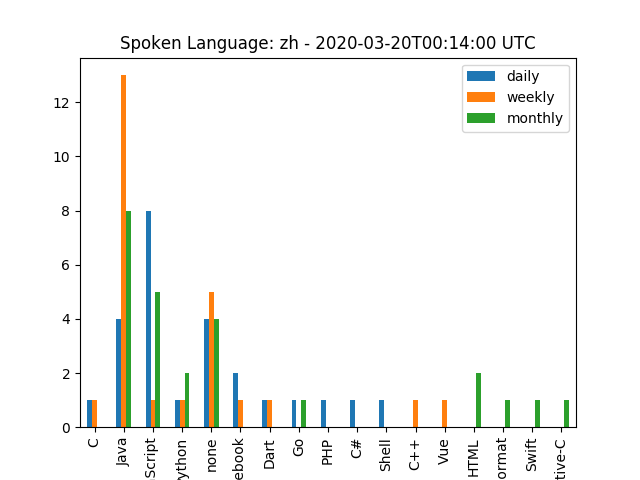 Spoken Language: zh - 2020-03-20T00:14:00 UTC
daily
weekly
monthly
12
10
8
6
4
2
0
C
Java
Script
ython
none
ebook
Dart
Go
PHP
C#
Shell
C++
Vue
HTML
ormat
Swift
tive-C